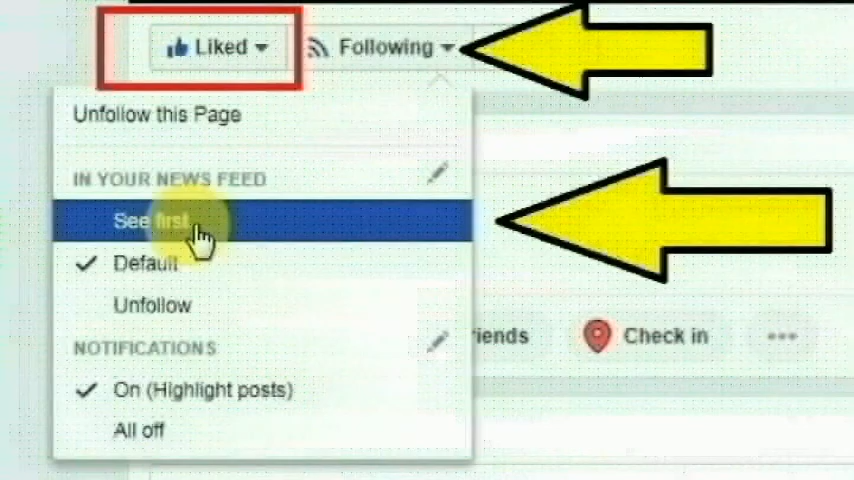 Liked Following
Unfollow this Page
IN YOUR NEWS FEED
See first
Default
Unfollow
NOTIFICATIONS
riends Check in
On (Highlight posts)
All off